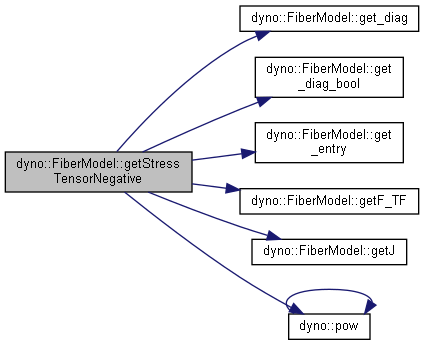 dyno::FiberModel::get_diag
dyno::FiberModel::get
_diag_bool
dyno::FiberModel::get
_entry
dyno::FiberModel::getStress
TensorNegative
dyno::FiberModel::getF_TF
dyno::FiberModel::getJ
dyno::pow